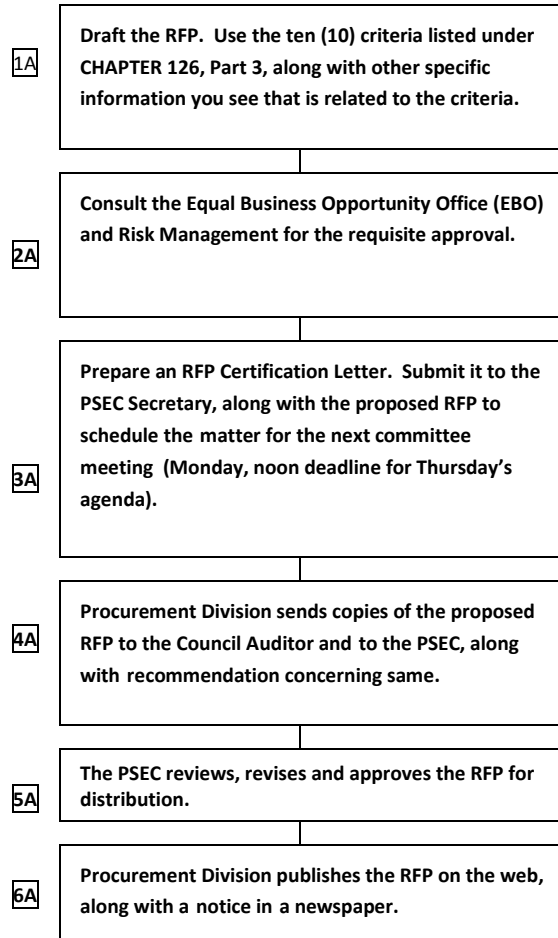 1A
Draft the RFP. Use the ten (10) criteria listed under
CHAPTER 126, Part 3, along with other specific
information you see that is related to the criteria.
2A
Consult the Equal Business Opportunity Office (EBO)
and Risk Management for the requisite approval.
3A
Prepare an RFP Certification Letter. Submit it to the
PSEC Secretary, along with the proposed RFP to
schedule the matter for the next committee
meeting (Monday, noon deadline for Thursday's
agenda).
4A
Procurement Division sends copies of the proposed
RFP to the Council Auditor and to the PSEC, along
with recommendation concerning same.
5A
The PSEC reviews, revises and approves the RFP for
distribution.
6A
Procurement Division publishes the RFP on the web,
along with a notice in a newspaper.